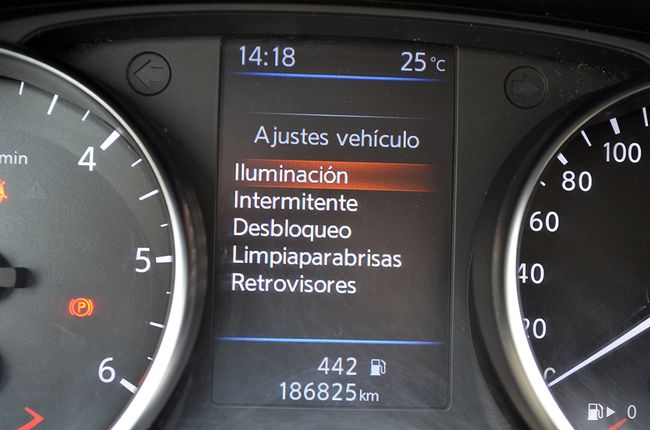 14:18 25°C
Ajustes vehículo
Iluminación
Intermitente
Desbloqueo
Limpiaparabrisas
Retrovisores
442
186825km
min
4
5
6
P
100
80
60
40
20
0